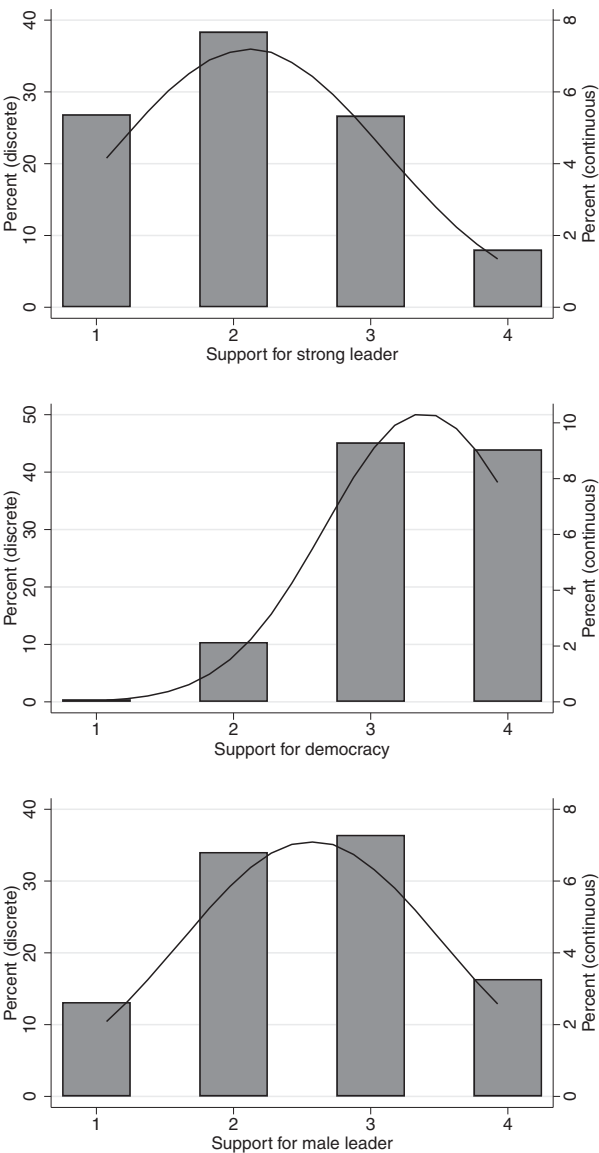 40
30
20
10
0
Percent (discrete)
8
6
4
2
0
Percent (continuous)
1 2 3 4
Support for strong leader
50
40
30
20
10
0
Percent (discrete)
10
8
6
4
2
0
Percent (continuous)
1 2 3 4
Support for democracy
40
30
20
10
0
Percent (discrete)
8
6
4
2
0
Percent (continuous)
1 2 3 4
Support for male leader